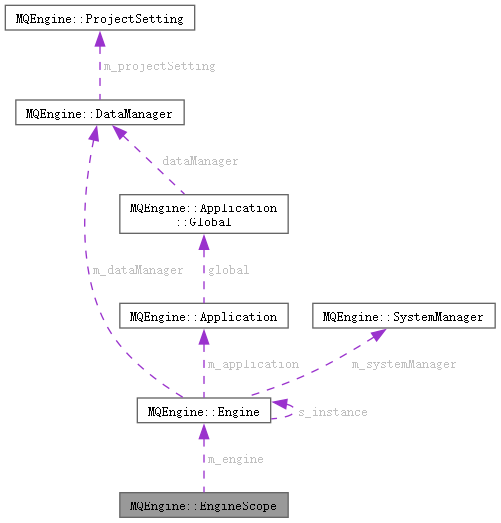 MQEngine::ProjectSetting
m_projectSetting
MQEngine::DataManager
dataManager
MQEngine::Application
::Global
m_dataManager
global
MQEngine::Application
MQEngine::SystemManager
m_application
m_systemManager
MQEngine::Engine
s_instance
m_engine
MQEngine::EngineScope